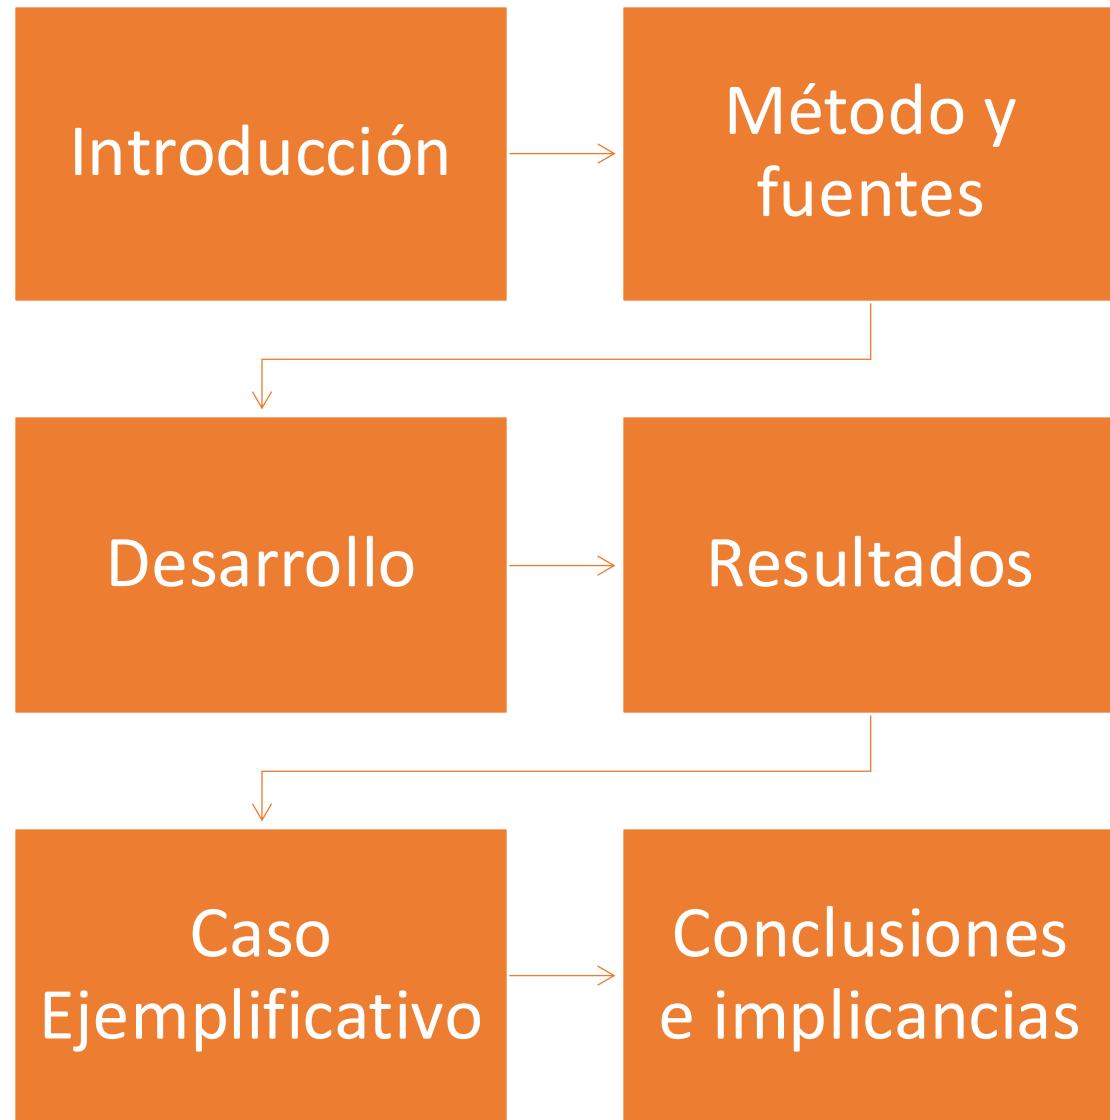 Introducción
Método y
fuentes
Desarrollo
Resultados
Caso
Ejemplificativo
Conclusiones
e implicancias